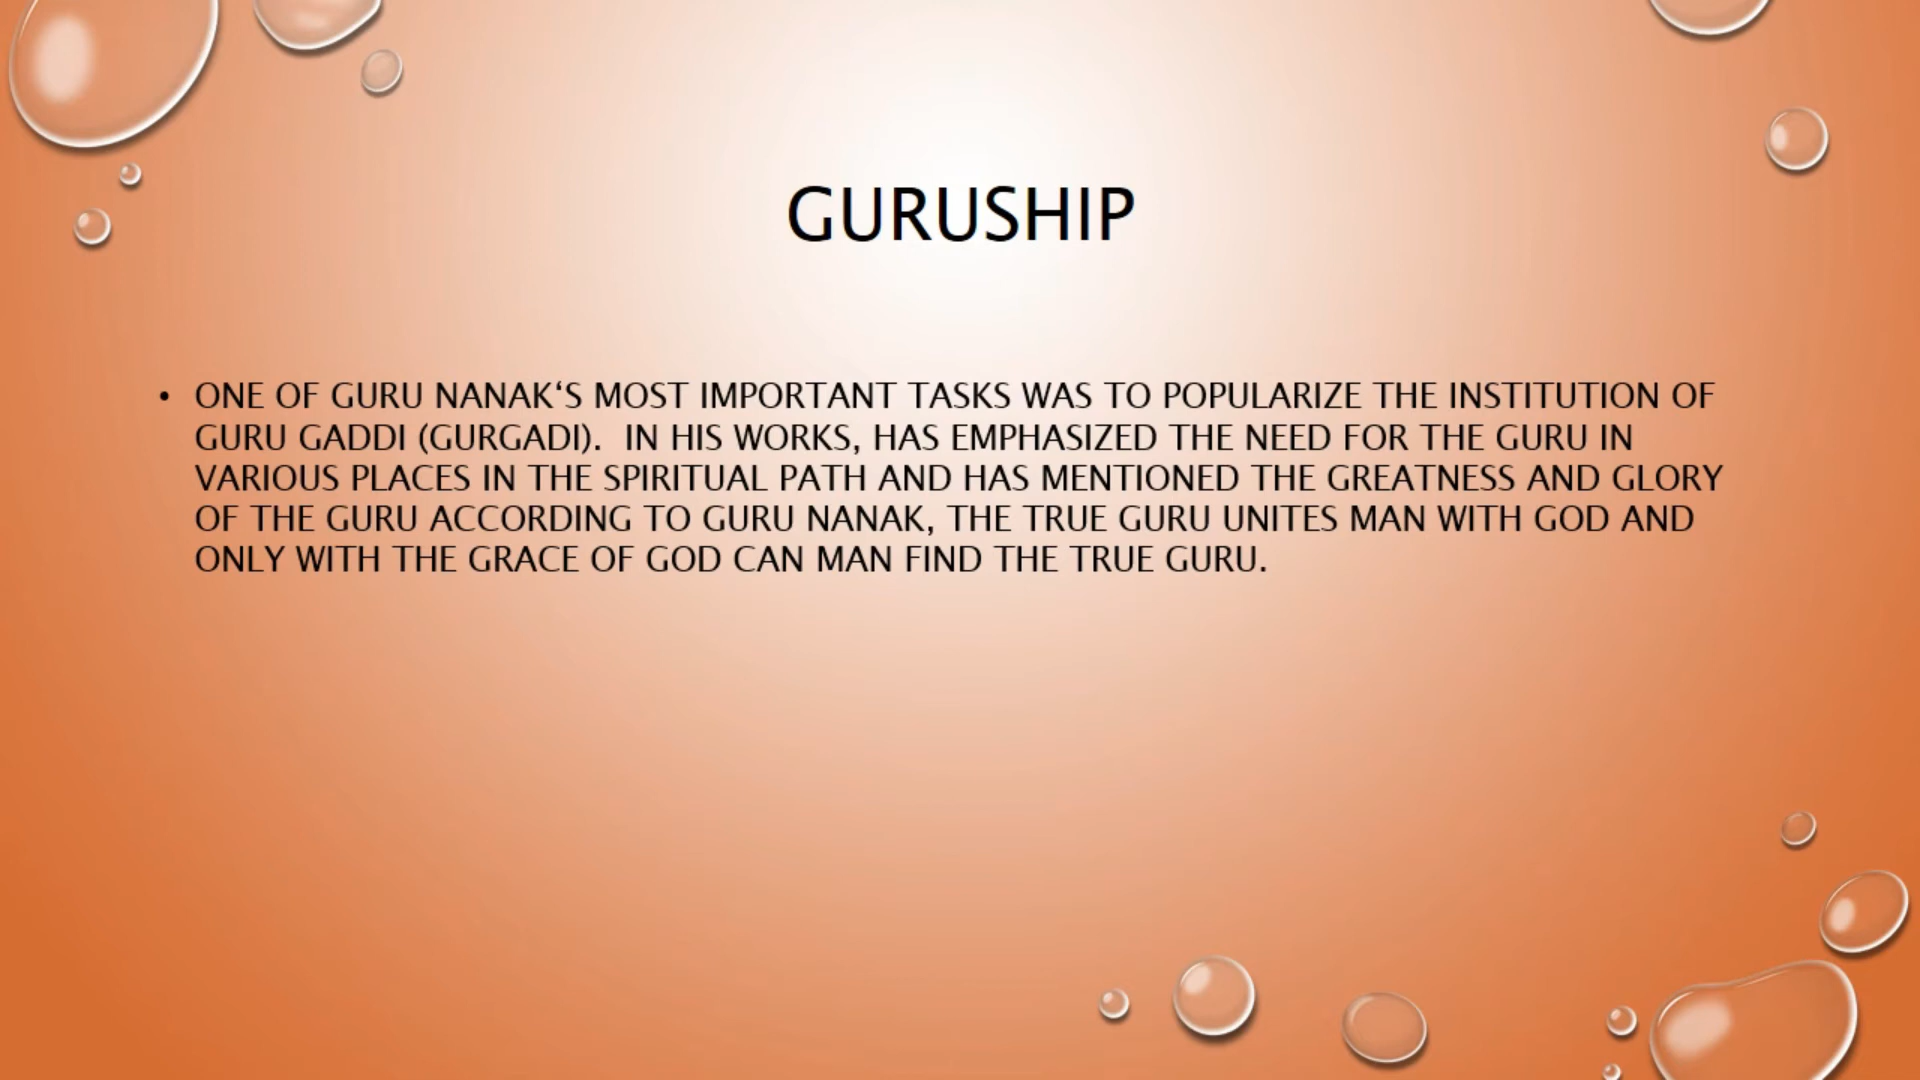 GURUSHIP
• ONE OF GURU NANAK‘S MOST IMPORTANT TASKS WAS TO POPULARIZE THE INSTITUTION OF
GURU GADDI (GURGADI).  IN HIS WORKS, HAS EMPHASIZED THE NEED FOR THE GURU IN
VARIOUS PLACES IN THE SPIRITUAL PATH AND HAS MENTIONED THE GREATNESS AND GLORY
OF THE GURU ACCORDING TO GURU NANAK, THE TRUE GURU UNITES MAN WITH GOD AND
ONLY WITH THE GRACE OF GOD CAN MAN FIND THE TRUE GURU.